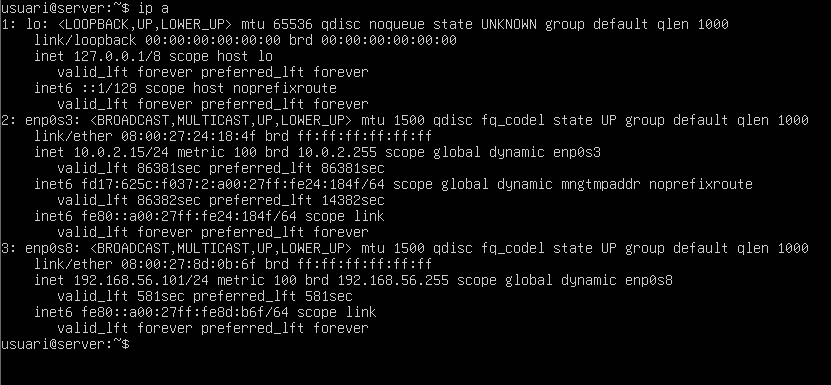 usuari@server:~$ ip a
1: lo: <LOOPBACK,UP,LOWER_UP> mtu 65536 qdisc noqueue state UNKNOWN group default qlen 1000
    link/loopback 00:00:00:00:00:00 brd 00:00:00:00:00:00
    inet 127.0.0.1/8 scope host lo
       valid_lft forever preferred_lft forever
    inet6 ::1/128 scope host noprefixroute
       valid_lft forever preferred_lft forever
2: enp0s3: <BROADCAST,MULTICAST,UP,LOWER_UP> mtu 1500 qdisc fq_codel state UP group default qlen 1000
    link/ether 08:00:27:24:18:4f brd ff:ff:ff:ff:ff:ff
    inet 10.0.2.15/24 metric 100 brd 10.0.2.255 scope global dynamic enp0s3
       valid_lft 86381sec preferred_lft 86381sec
    inet6 fd17:625c:f037:2:a00:27ff:fe24:184f/64 scope global dynamic mngtmpaddr noprefixroute
       valid_lft 86382sec preferred_lft 14382sec
    inet6 fe80::a00:27ff:fe24:184f/64 scope link
       valid_lft forever preferred_lft forever
3: enp0s8: <BROADCAST,MULTICAST,UP,LOWER_UP> mtu 1500 qdisc fq_codel state UP group default qlen 1000
    link/ether 08:00:27:8d:0b:6f brd ff:ff:ff:ff:ff:ff
    inet 192.168.56.101/24 metric 100 brd 192.168.56.255 scope global dynamic enp0s8
       valid_lft 581sec preferred_lft 581sec
    inet6 fe80::a00:27ff:fe8d:b6f/64 scope link
       valid_lft forever preferred_lft forever
usuari@server:~$